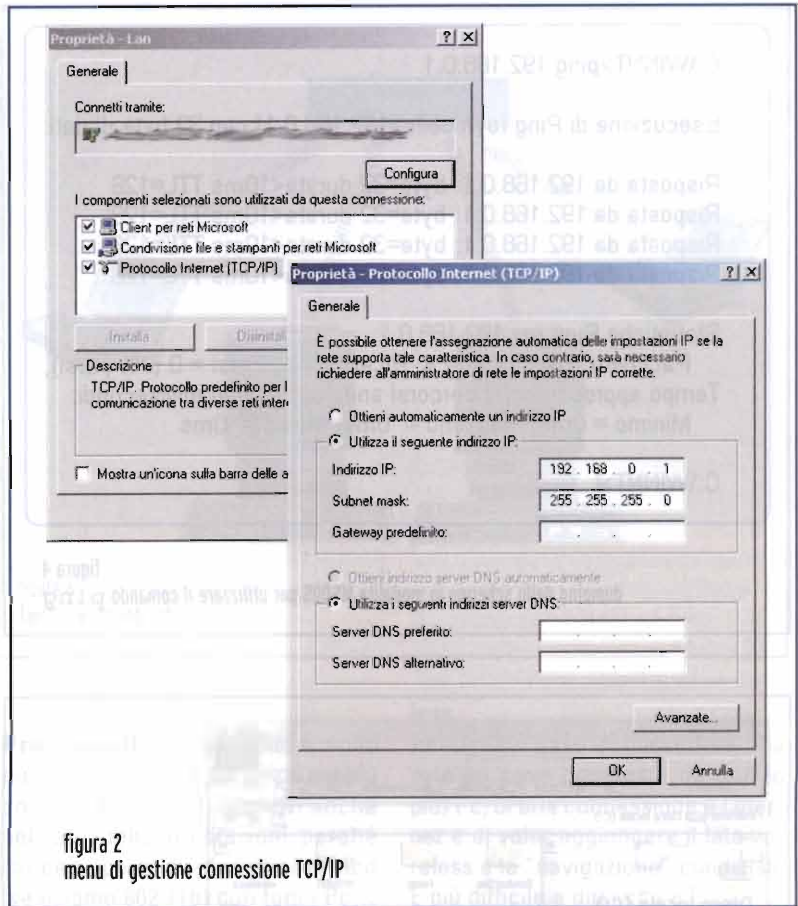 Proprietà - Lan
Generale
Connetti tramite:
Configura
I componenti selezionati sono utilizzati da questa connessione:
Client per reti Microsoft
Condivisione file e stampanti per reti Microsoft
Protocollo Internet (TCP/IP)
Installa
Disinstal
Descrizione
TCP/IP. Protocollo predefinito per l
comunicazione tra diverse reti inter
Mostra un'icona sulla barra delle a
Proprietà - Protocollo Internet (TCP/IP)
Generale
È possibile ottenere l'assegnazione automatica delle impostazioni IP se la
rete supporta tale caratteristica. In caso contrario, sarà necessario
richiedere all'amministratore di rete le impostazioni IP corrette.
Ottieni automaticamente un indirizzo IP
Utilizza il seguente indirizzo IP:
Indirizzo IP: 192 . 168 . 0 . 1
Subnet mask: 255 . 255 . 255 . 0
Gateway predefinito: . . .
Ottieni indirizzo server DNS automaticamente
Utilizza i seguenti indirizzi server DNS:
Server DNS preferito: . . .
Server DNS alternativo: . . .
Avanzate...
OK
Annulla
figura 2
menu di gestione connessione TCP/IP